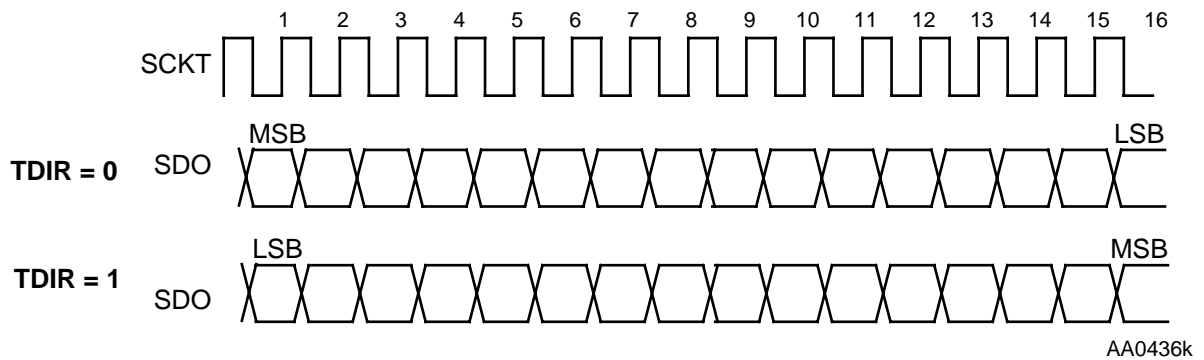 1 2 3 4 5 6 7 8 9 10 11 12 13 14 15 16
SCKT
MSB LSB
TDIR = 0 SDO
LSB MSB
TDIR = 1 SDO
AA0436k